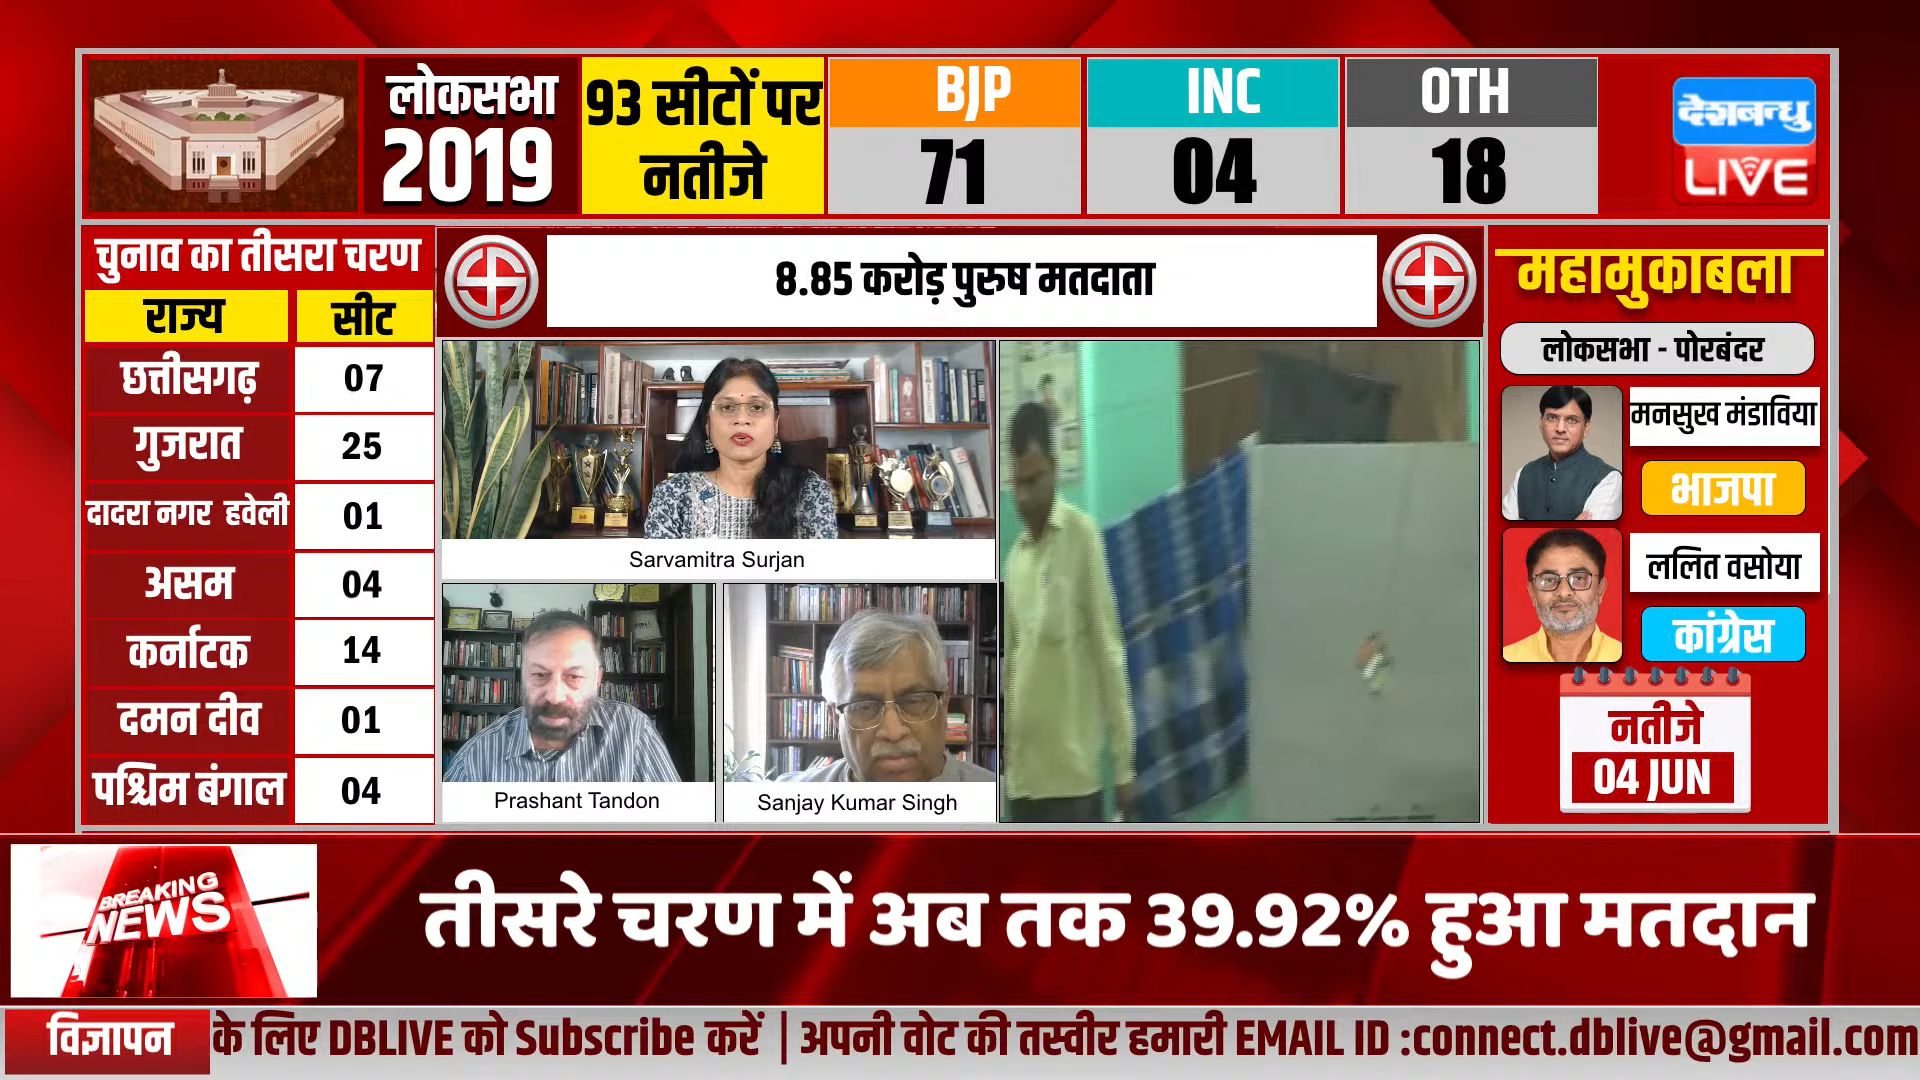 लोकसभा
2019
93 सीटों पर
नतीजे
BJP
71
INC
04
OTH
18
देशबन्धु
LIVE
चुनाव का तीसरा चरण
राज्य सीट
छत्तीसगढ़ 07
गुजरात 25
दादरा नगर हवेली 01
असम 04
कर्नाटक 14
दमन दीव 01
पश्चिम बंगाल 04
8.85 करोड़ पुरुष मतदाता
Sarvamitra Surjan
Prashant Tandon
Sanjay Kumar Singh
महामुकाबला
लोकसभा - पोरबंदर
मनसुख मंडाविया
भाजपा
ललित वसोया
कांग्रेस
नतीजे
04 JUN
BREAKING
NEWS
तीसरे चरण में अब तक 39.92% हुआ मतदान
विज्ञापन
के लिए DBLIVE को Subscribe करें | अपनी वोट की तस्वीर हमारी EMAIL ID :connect.dblive@gmail.com